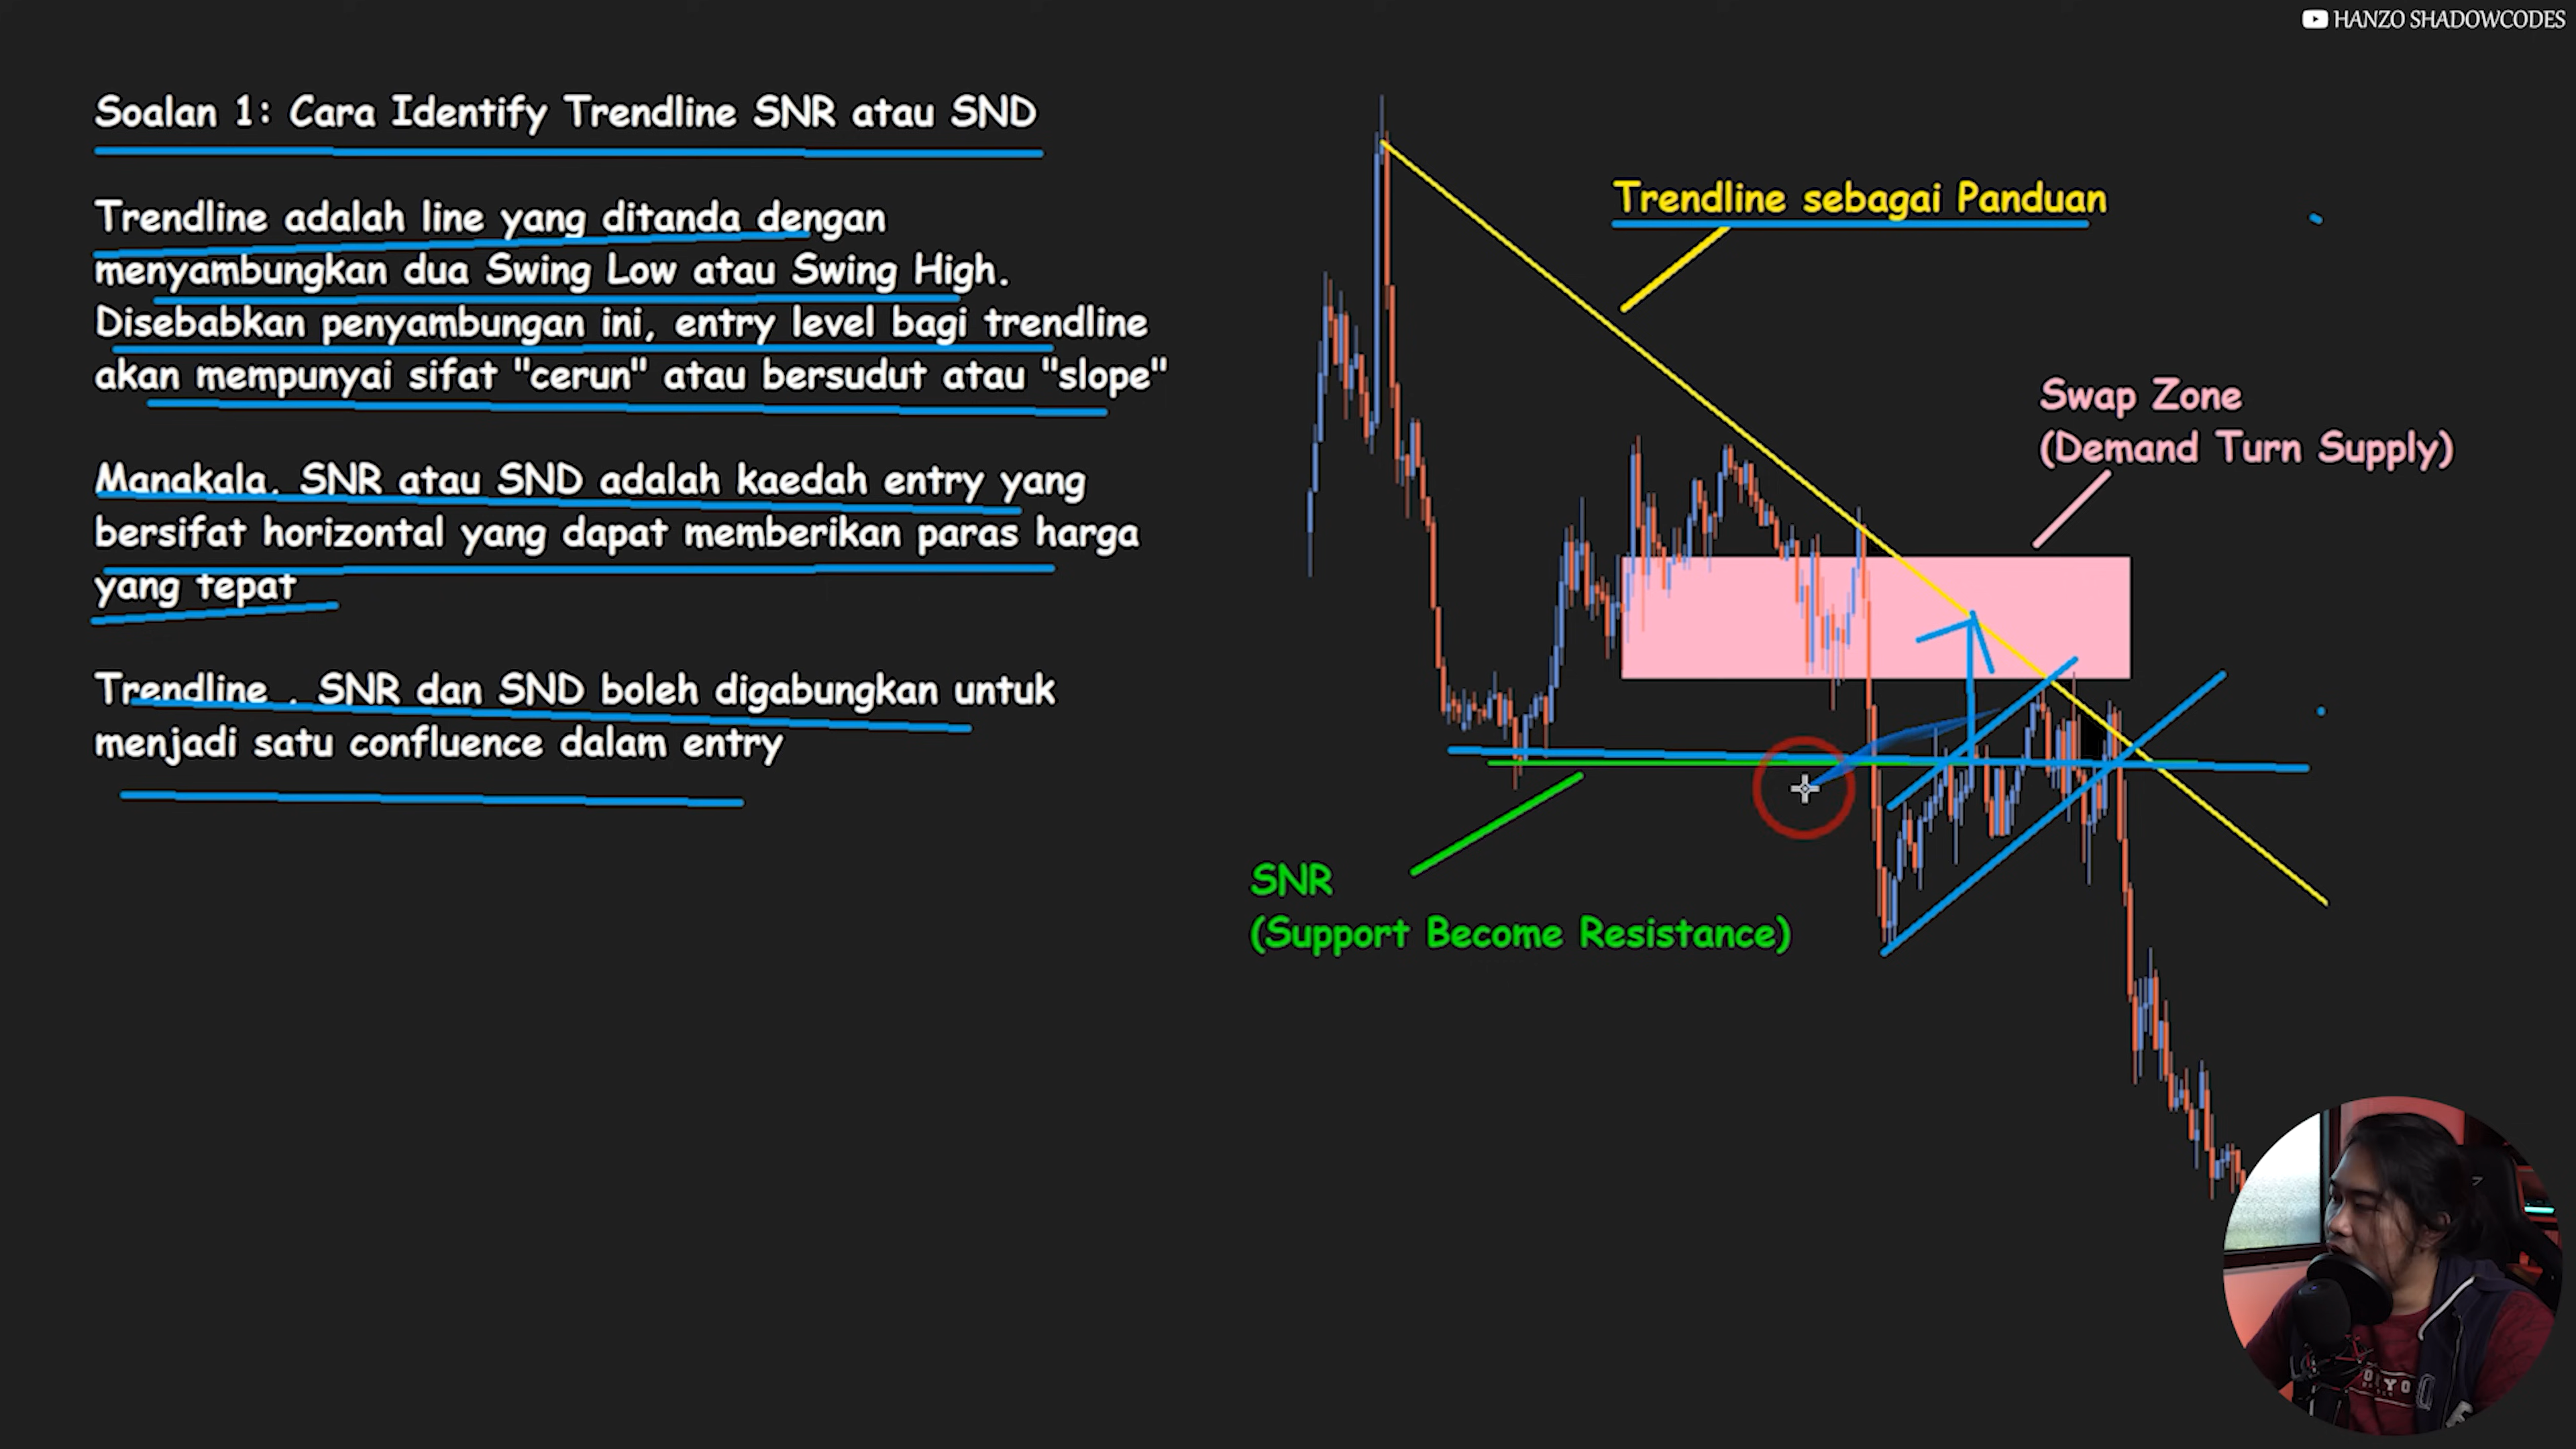 HANZO SHADOWCODES
Soalan 1: Cara Identify Trendline SNR atau SND
Trendline adalah line yang ditanda dengan
menyambungkan dua Swing Low atau Swing High.
Disebabkan penyambungan ini, entry level bagi trendline
akan mempunyai sifat "cerun" atau bersudut atau "slope"
Manakala, SNR atau SND adalah kaedah entry yang
bersifat horizontal yang dapat memberikan paras harga
yang tepat
Trendline , SNR dan SND boleh digabungkan untuk
menjadi satu confluence dalam entry
Trendline sebagai Panduan
Swap Zone
(Demand Turn Supply)
SNR
(Support Become Resistance)